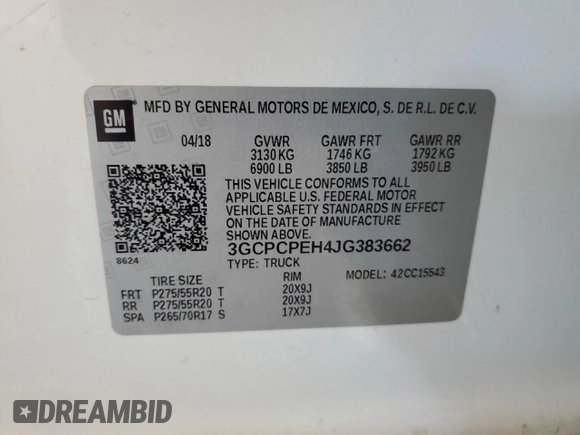 GM MFD BY GENERAL MOTORS DE MEXICO, S. DE R.L. DE C.V.
04/18 GVWR GAWR FRT GAWR RR
3130 KG 1746 KG 1792 KG
6900 LB 3850 LB 3950 LB
THIS VEHICLE CONFORMS TO ALL
APPLICABLE U.S. FEDERAL MOTOR
VEHICLE SAFETY STANDARDS IN EFFECT
ON THE DATE OF MANUFACTURE
SHOWN ABOVE.
8624 3GCPCPEH4JG383662
TYPE: TRUCK MODEL: 42CC15543
TIRE SIZE RIM
FRT P275/55R20 T 20X9J
RR P275/55R20 T 20X9J
SPA P265/70R17 S 17X7J
DREAMBID